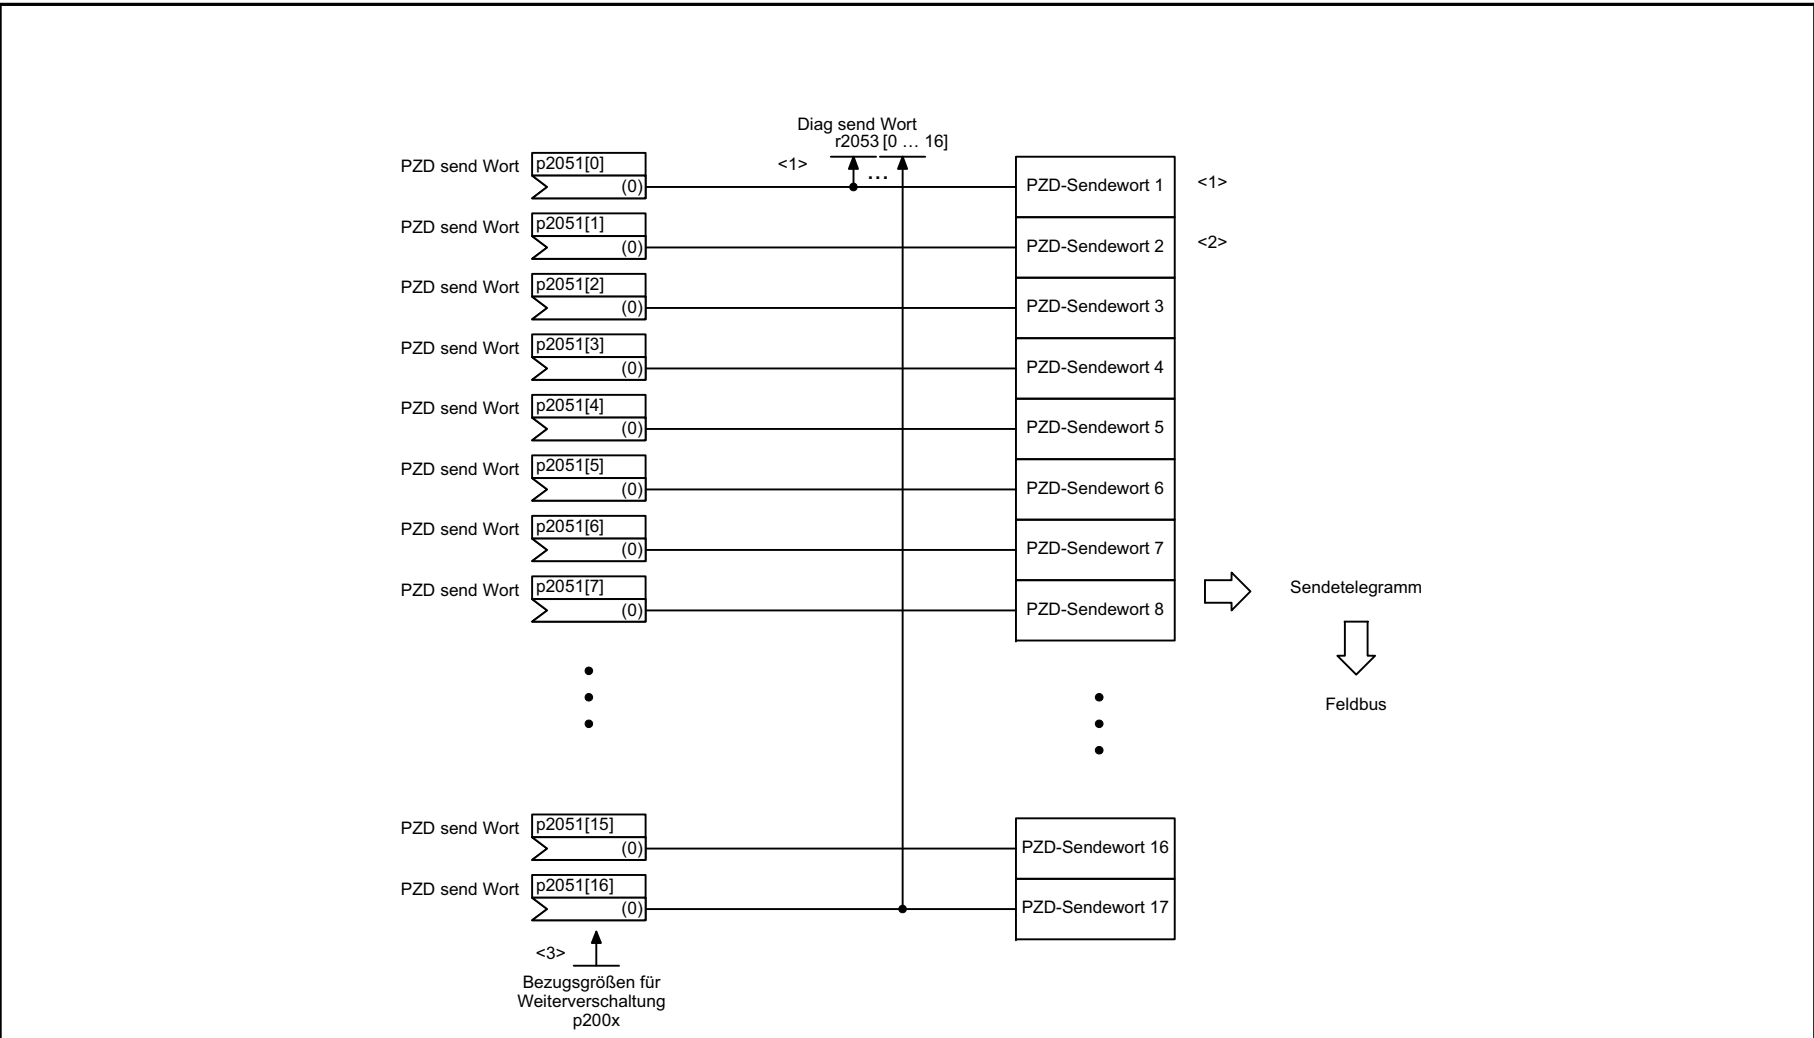 Diag send Wort
r2053 [0 … 16]
<1>
...
PZD send Wort p2051[0]
(0) PZD-Sendewort 1 <1>
PZD send Wort p2051[1]
(0) PZD-Sendewort 2 <2>
PZD send Wort p2051[2]
(0) PZD-Sendewort 3
PZD send Wort p2051[3]
(0) PZD-Sendewort 4
PZD send Wort p2051[4]
(0) PZD-Sendewort 5
PZD send Wort p2051[5]
(0) PZD-Sendewort 6
PZD send Wort p2051[6]
(0) PZD-Sendewort 7
PZD send Wort p2051[7]
(0) PZD-Sendewort 8
Sendetelegramm
Feldbus
PZD send Wort p2051[15]
(0) PZD-Sendewort 16
PZD send Wort p2051[16]
(0) PZD-Sendewort 17
<3>
Bezugsgrößen für
Weiterverschaltung
p200x